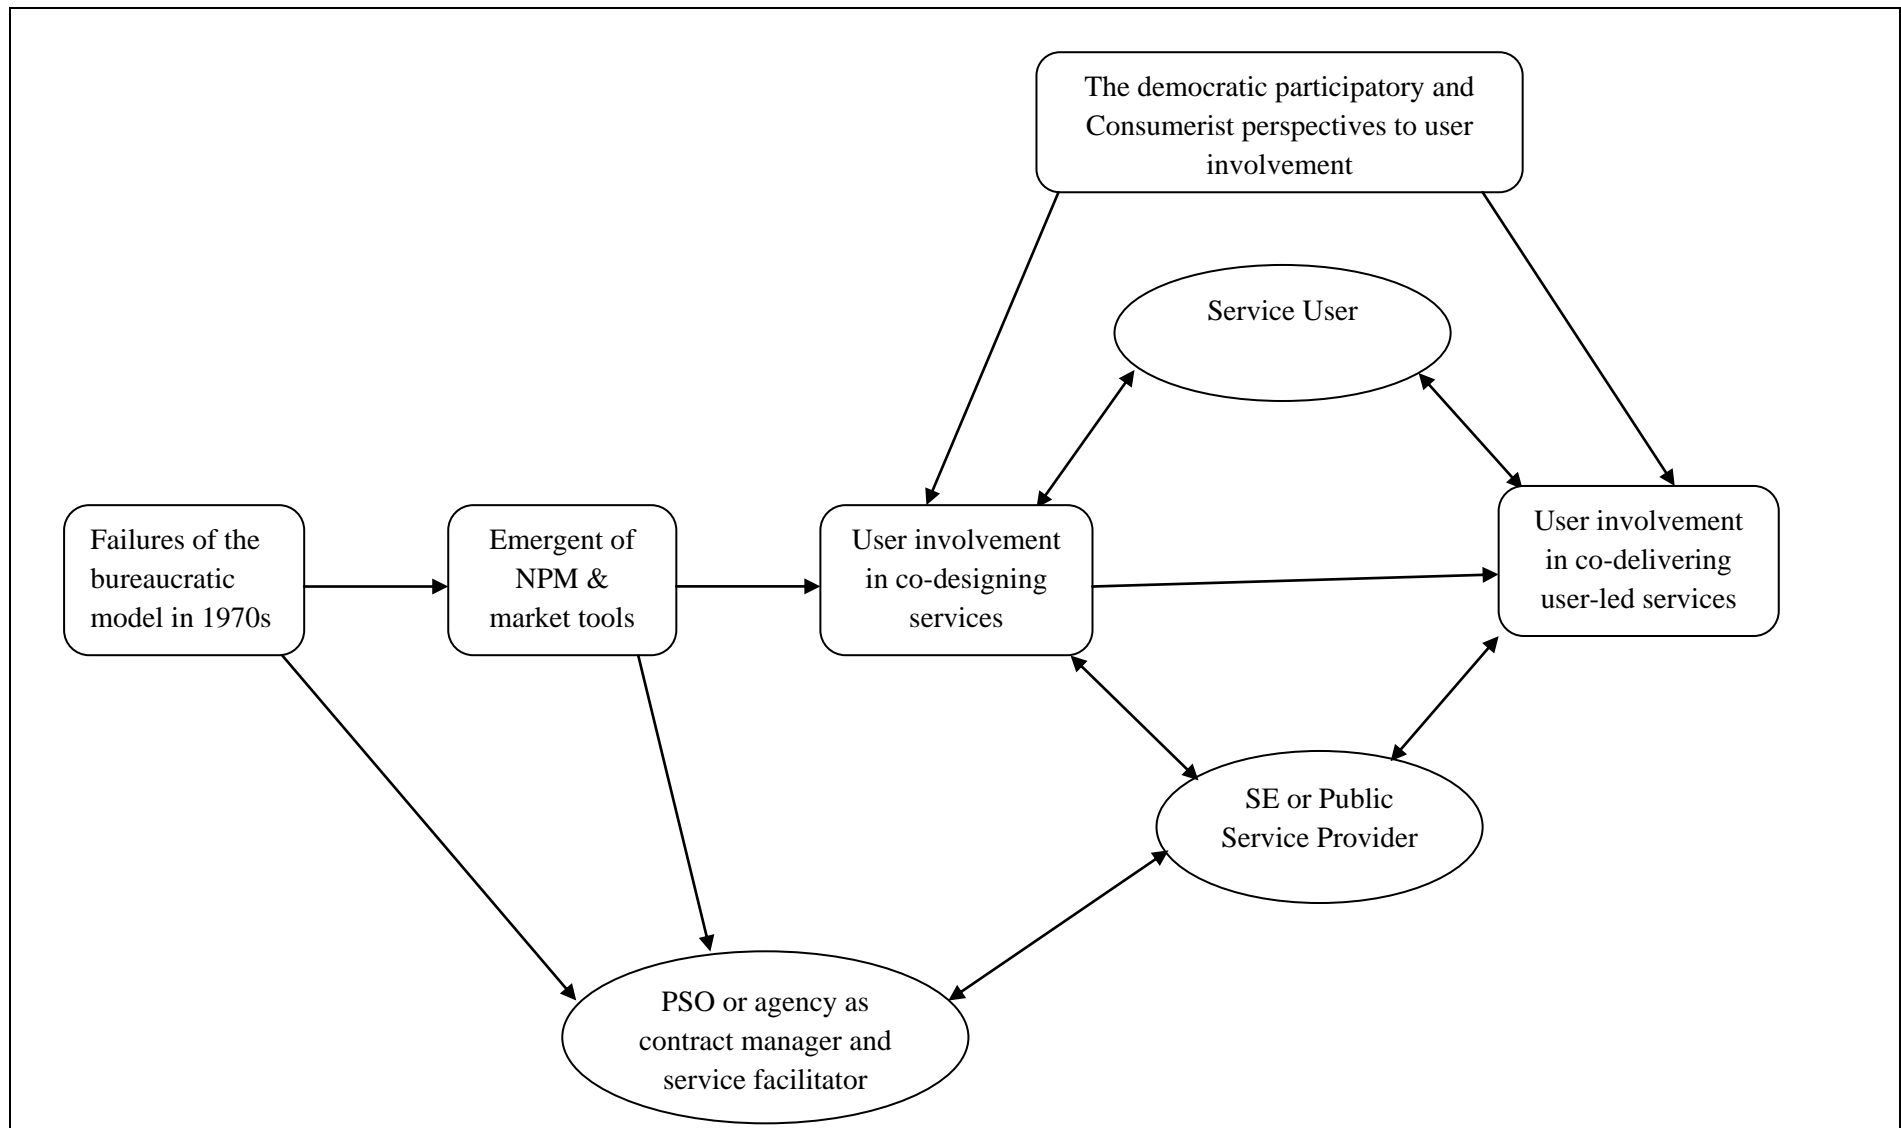 The democratic participatory and
Consumerist perspectives to user
involvement
Service User
Failures of the
bureaucratic
model in 1970s
Emergent of
NPM &
market tools
User involvement
in co-designing
services
User involvement
in co-delivering
user-led services
SE or Public
Service Provider
PSO or agency as
contract manager and
service facilitator